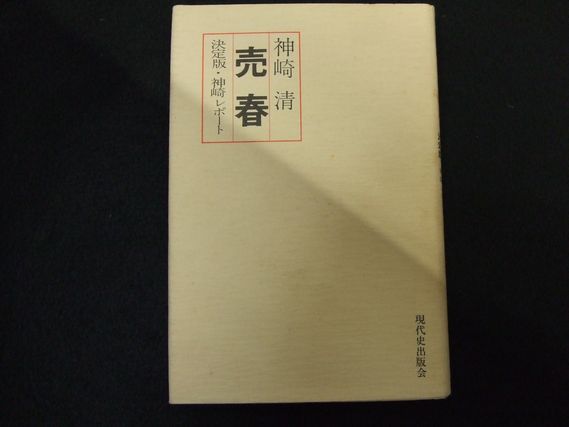 神崎 清
売春
決定版・神崎レポート
現代史出版会